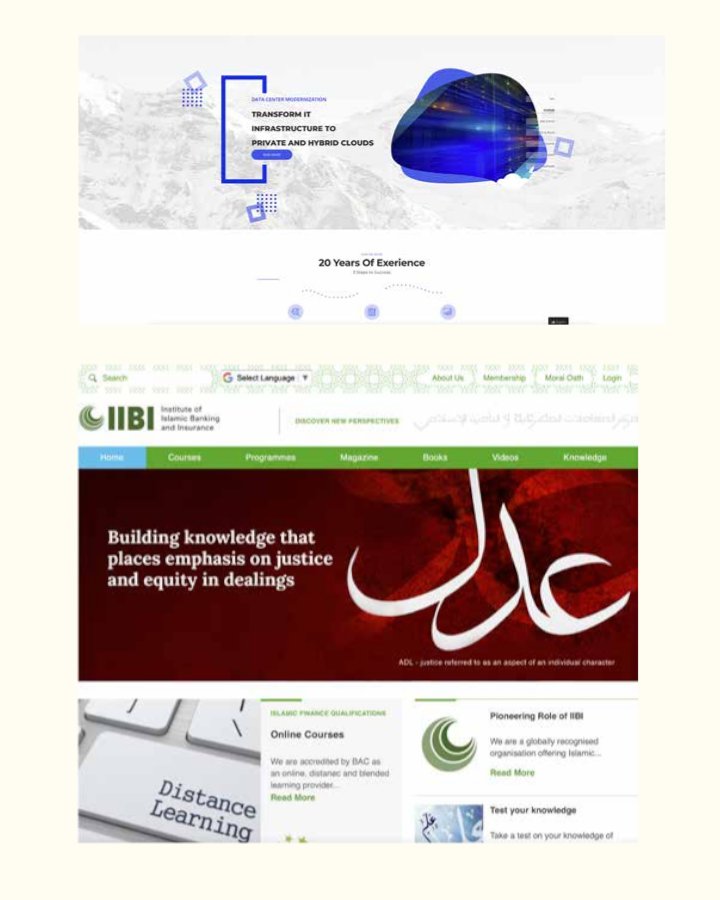 DATA CENTER MODERNIZATION
TRANSFORM IT
INFRASTRUCTURE TO
PRIVATE AND HYBRID CLOUDS
20 Years Of Exerience
Search
Select Language
About Us
Membership
Moral Oath
Login
IIBI
Institute of
Islamic Banking
and Insurance
DISCOVER NEW PERSPECTIVES
Home
Courses
Programmes
Magazine
Books
Videos
Knowledge
Building knowledge that
places emphasis on justice
and equity in dealings
عدل
ADL - justice referred to as an aspect of an individual character
Distance
Learning
ISLAMIC FINANCE QUALIFICATIONS
Online Courses
We are accredited by BAC as
an online, distanec and blended
learning provider...
Read More
Pioneering Role of IIBI
We are a globally recognised
organisation offering Islamic...
Read More
عدل
Test your knowledge
Take a test on your knowledge of